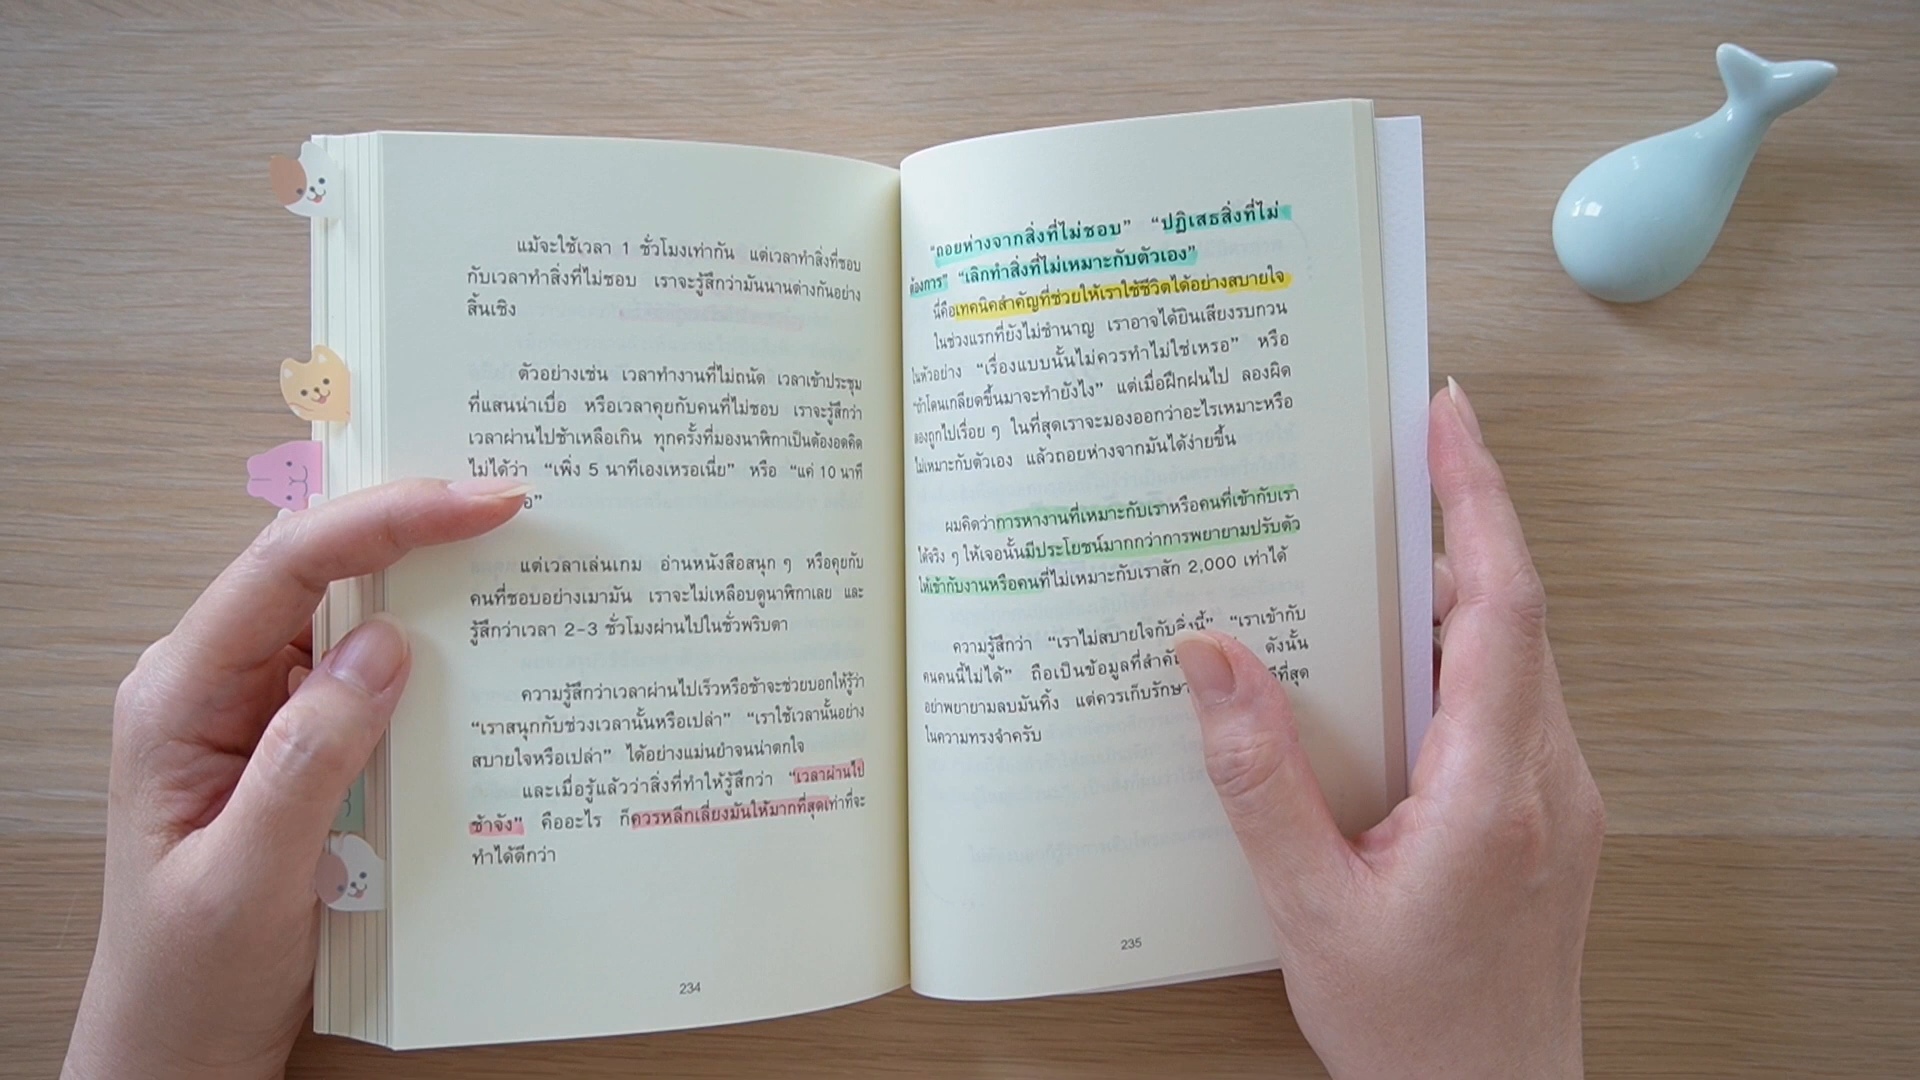 แม้จะใช้เวลา 1 ชั่วโมงเท่ากัน แต่เวลาทำสิ่งที่ชอบ
กับเวลาทำสิ่งที่ไม่ชอบ เราจะรู้สึกว่ามันนานต่างกันอย่าง
สิ้นเชิง
ตัวอย่างเช่น เวลาทำงานที่ไม่ถนัด เวลาเข้าประชุม
ที่แสนน่าเบื่อ หรือเวลาคุยกับคนที่ไม่ชอบ เราจะรู้สึกว่า
เวลาผ่านไปช้าเหลือเกิน ทุกครั้งที่มองนาฬิกาเป็นต้องอดคิด
ไม่ได้ว่า “เพิ่ง 5 นาทีเองเหรอเนี่ย” หรือ “แค่ 10 นาที
อ”
แต่เวลาเล่นเกม อ่านหนังสือสนุก ๆ หรือคุยกับ
คนที่ชอบอย่างเมามัน เราจะไม่เหลือบดูนาฬิกาเลย และ
รู้สึกว่าเวลา 2-3 ชั่วโมงผ่านไปในชั่วพริบตา
ความรู้สึกว่าเวลาผ่านไปเร็วหรือช้าจะช่วยบอกให้รู้ว่า
“เราสนุกกับช่วงเวลานั้นหรือเปล่า” “เราใช้เวลานั้นอย่าง
สบายใจหรือเปล่า” ได้อย่างแม่นยำจนน่าตกใจ
และเมื่อรู้แล้วว่าสิ่งที่ทำให้รู้สึกว่า “เวลาผ่านไป
ช้าจัง” คืออะไร ก็ควรหลีกเลี่ยงมันให้มากที่สุดเท่าที่จะ
ทำได้ดีกว่า
234
“ถอยห่างจากสิ่งที่ไม่ชอบ” “ปฏิเสธสิ่งที่ไม่
ต้องการ” “เลิกทำสิ่งที่ไม่เหมาะกับตัวเอง”
นี่คือเทคนิคสำคัญที่ช่วยให้เราใช้ชีวิตได้อย่างสบายใจ
ในช่วงแรกที่ยังไม่ชำนาญ เราอาจได้ยินเสียงรบกวน
ในหัวอย่าง “เรื่องแบบนั้นไม่ควรทำไม่ใช่เหรอ” หรือ
“ถ้าโดนเกลียดขึ้นมาจะทำยังไง” แต่เมื่อฝึกฝนไป ลองผิด
ลองถูกไปเรื่อย ๆ ในที่สุดเราจะมองออกว่าอะไรเหมาะหรือ
ไม่เหมาะกับตัวเอง แล้วถอยห่างจากมันได้ง่ายขึ้น
ผมคิดว่าการหางานที่เหมาะกับเราหรือคนที่เข้ากับเรา
ได้จริง ๆ ให้เจอนั้นมีประโยชน์มากกว่าการพยายามปรับตัว
ให้เข้ากับงานหรือคนที่ไม่เหมาะกับเราสัก 2,000 เท่าได้
ความรู้สึกว่า “เราไม่สบายใจกับสิ่งนี้” “เราเข้ากับ
คนคนนี้ไม่ได้” ถือเป็นข้อมูลที่สำคั ดังนั้น
อย่าพยายามลบมันทิ้ง แต่ควรเก็บรักษา ที่สุด
ในความทรงจำครับ
235